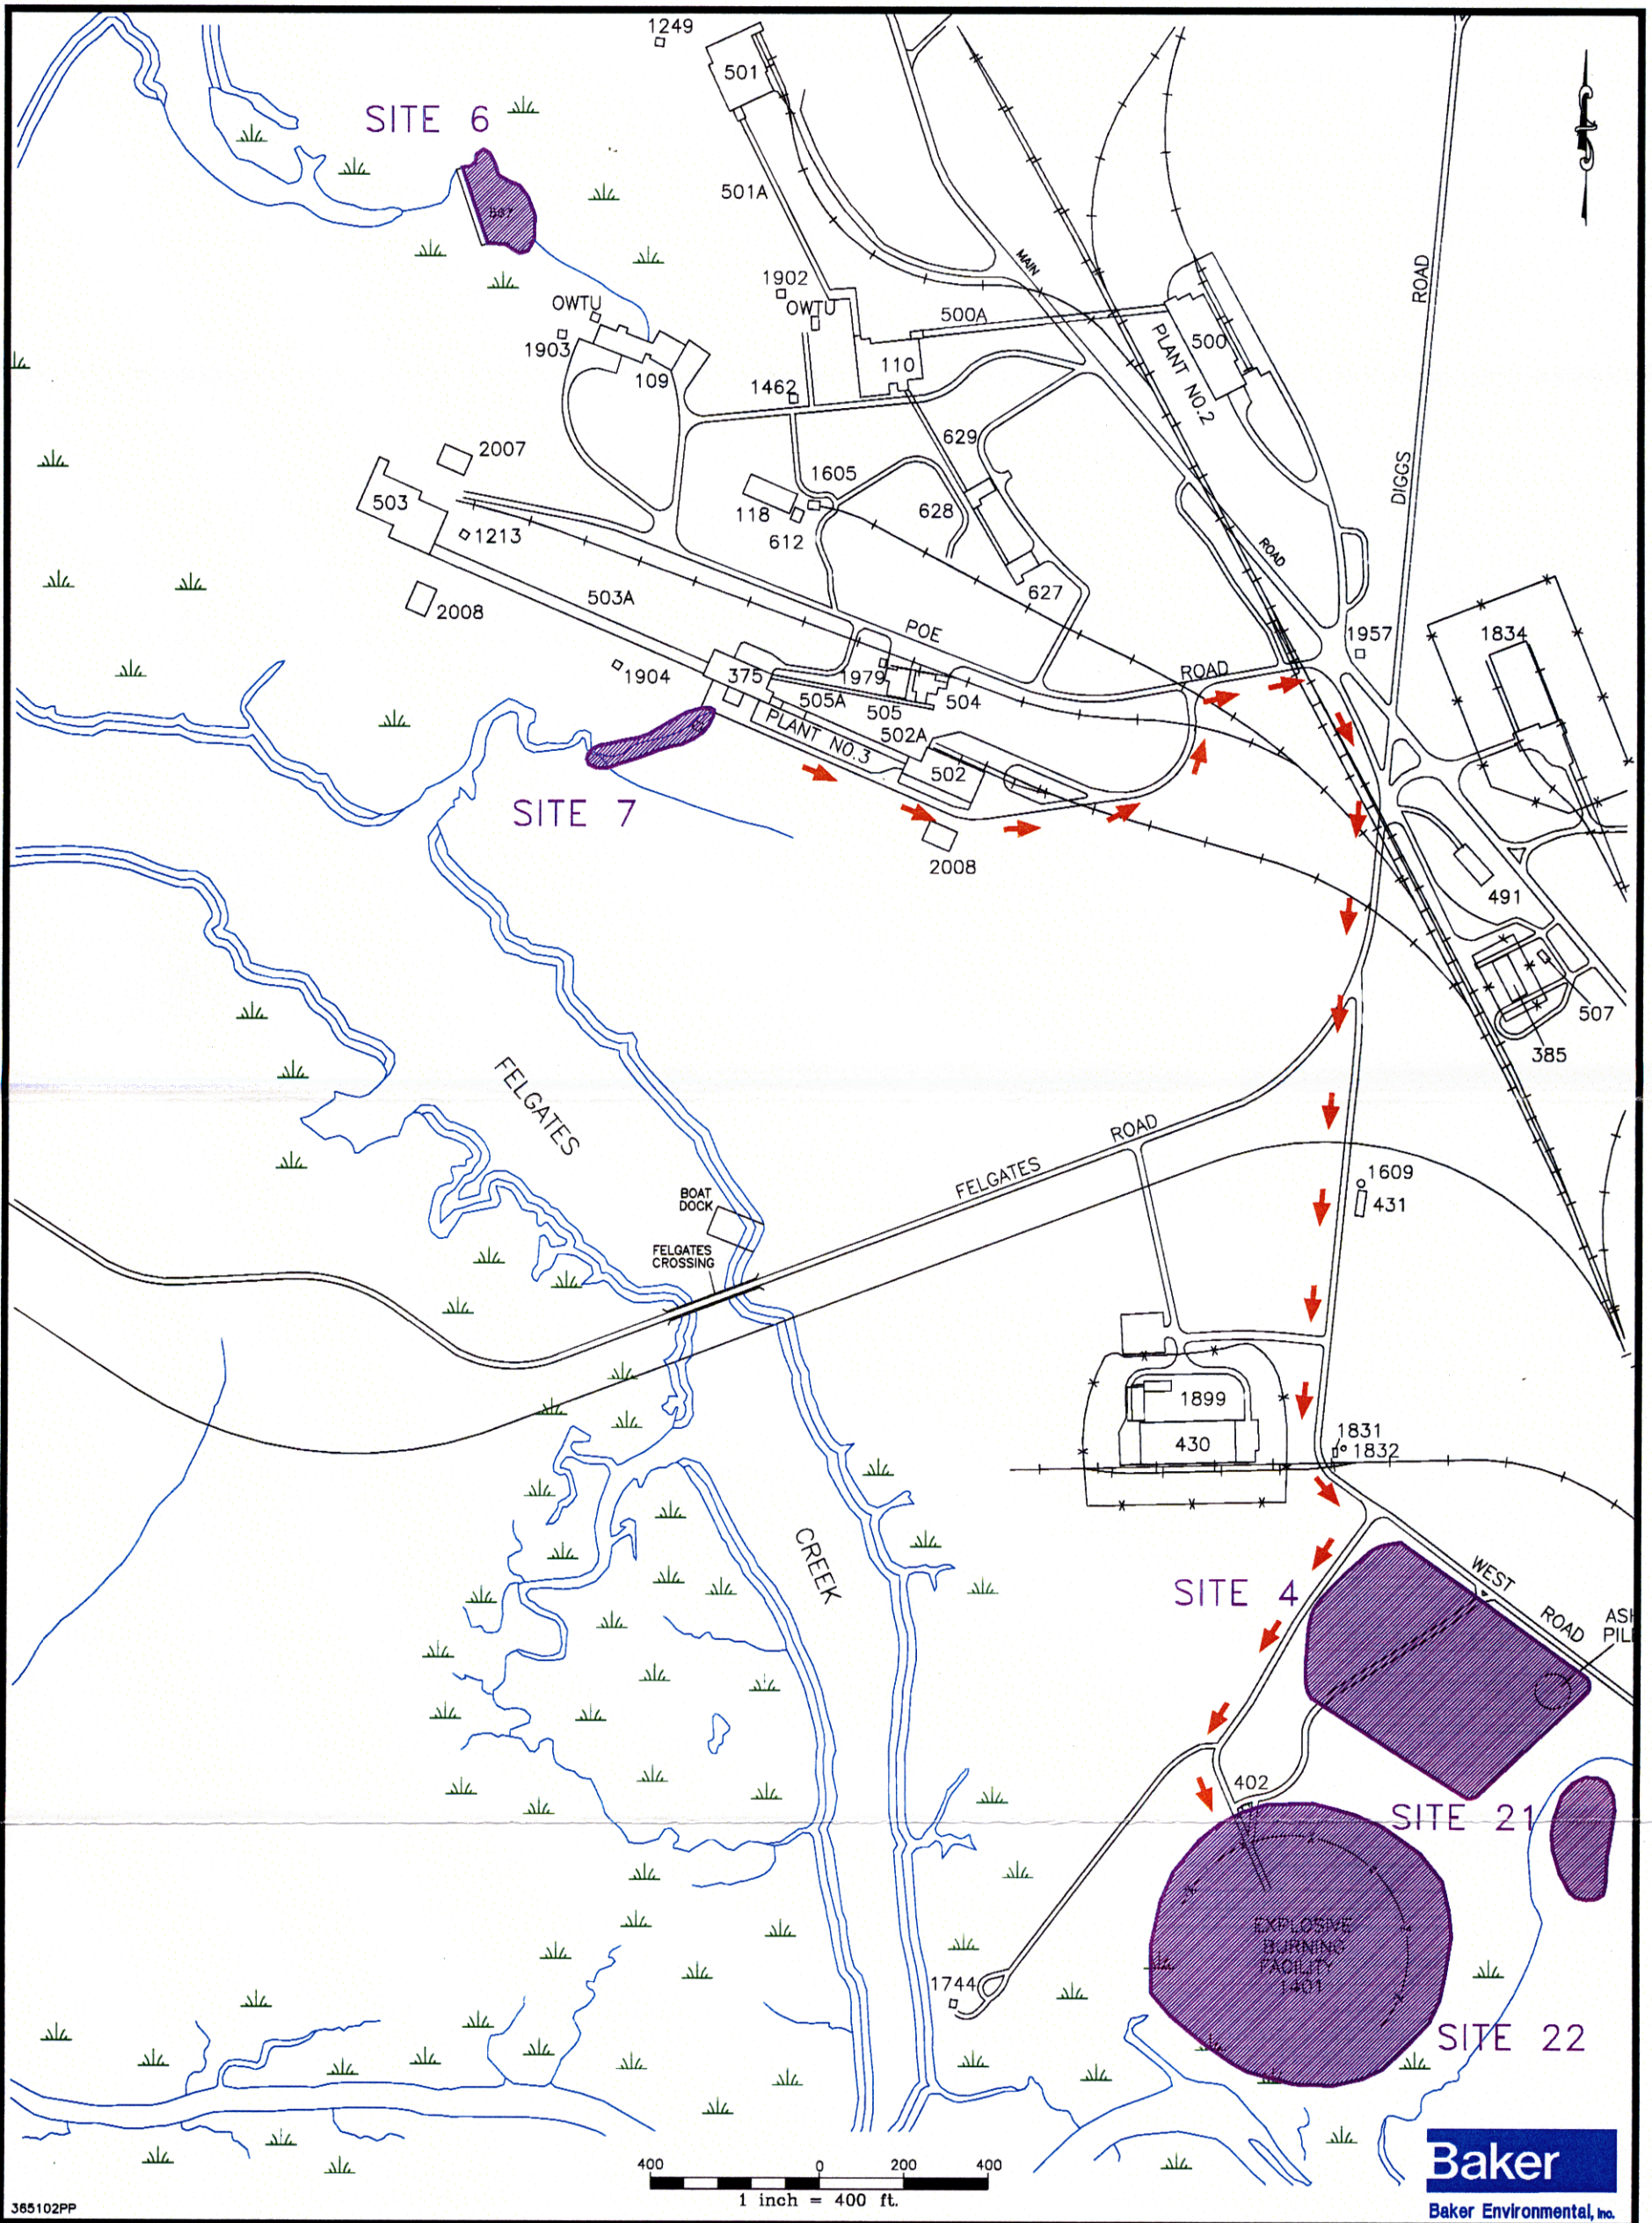 1249
501
SITE 6
501A
MAIN
ROAD
1902
OWTU
OWTU
500A
500
PLANT NO.2
1903
109
110
1462
DIGGS
629
2007
1605
503
118
628
1213
612
ROAD
627
503A
2008
POE
1957
1834
ROAD
1904
375
1979
504
505A
505
PLANT NO.3
502A
502
SITE 7
2008
491
507
385
FELGATES
ROAD
FELGATES
1609
431
BOAT
DOCK
FELGATES
CROSSING
1899
430
1831
1832
CREEK
WEST
ROAD
SITE 4
402
SITE 21
EXPLOSIVE
BURNING
FACILITY
1401
1744
SITE 22
400 0 200 400
1 inch = 400 ft.
Baker
Baker Environmental, Inc.
365102PP